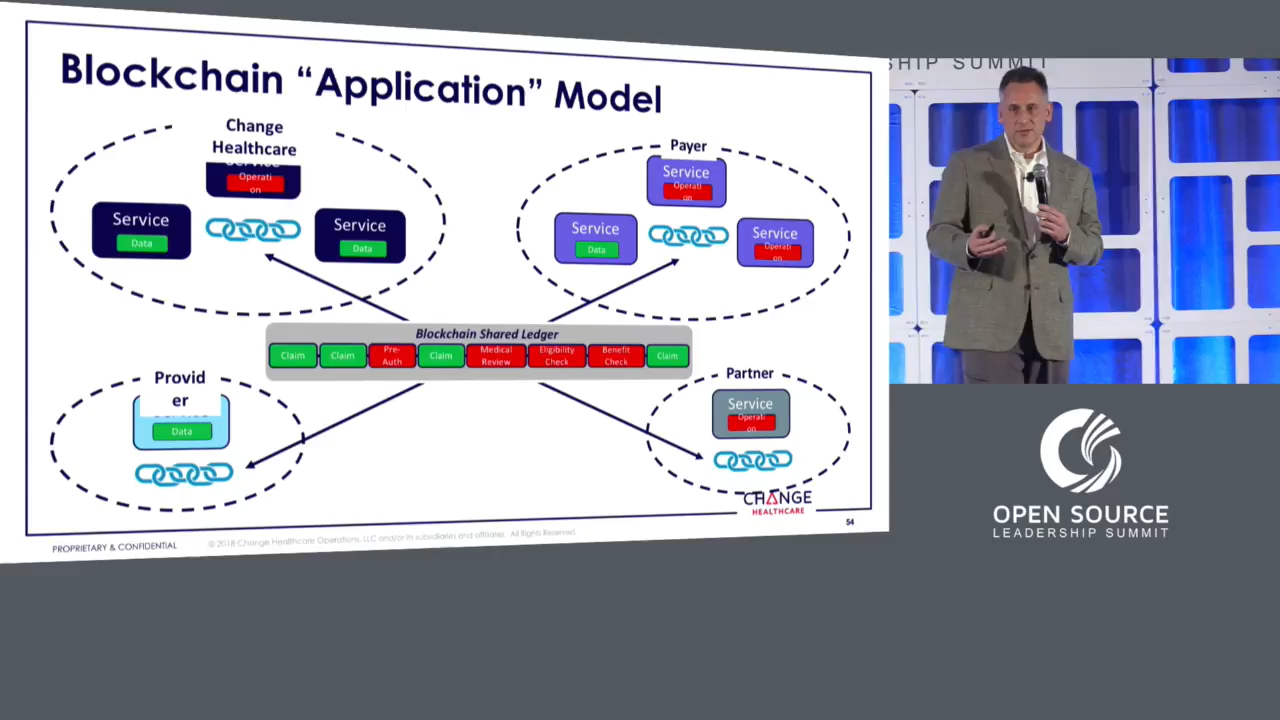 Blockchain “Application” Model
Change
Healthcare
Service
Operati
on
Service
Data
Service
Data
Payer
Service
Operati
on
Service
Data
Service
Operati
on
Blockchain Shared Ledger
Claim
Claim
Pre-
Auth
Claim
Medical
Review
Eligibility
Check
Benefit
Check
Claim
Provid
er
Service
Data
Partner
Service
Operati
on
CHANGE
HEALTHCARE
54
PROPRIETARY & CONFIDENTIAL
© 2018 Change Healthcare Operations, LLC and/or its subsidiaries and affiliates. All Rights Reserved.
SHIP SUMMIT
OPEN SOURCE
LEADERSHIP SUMMIT